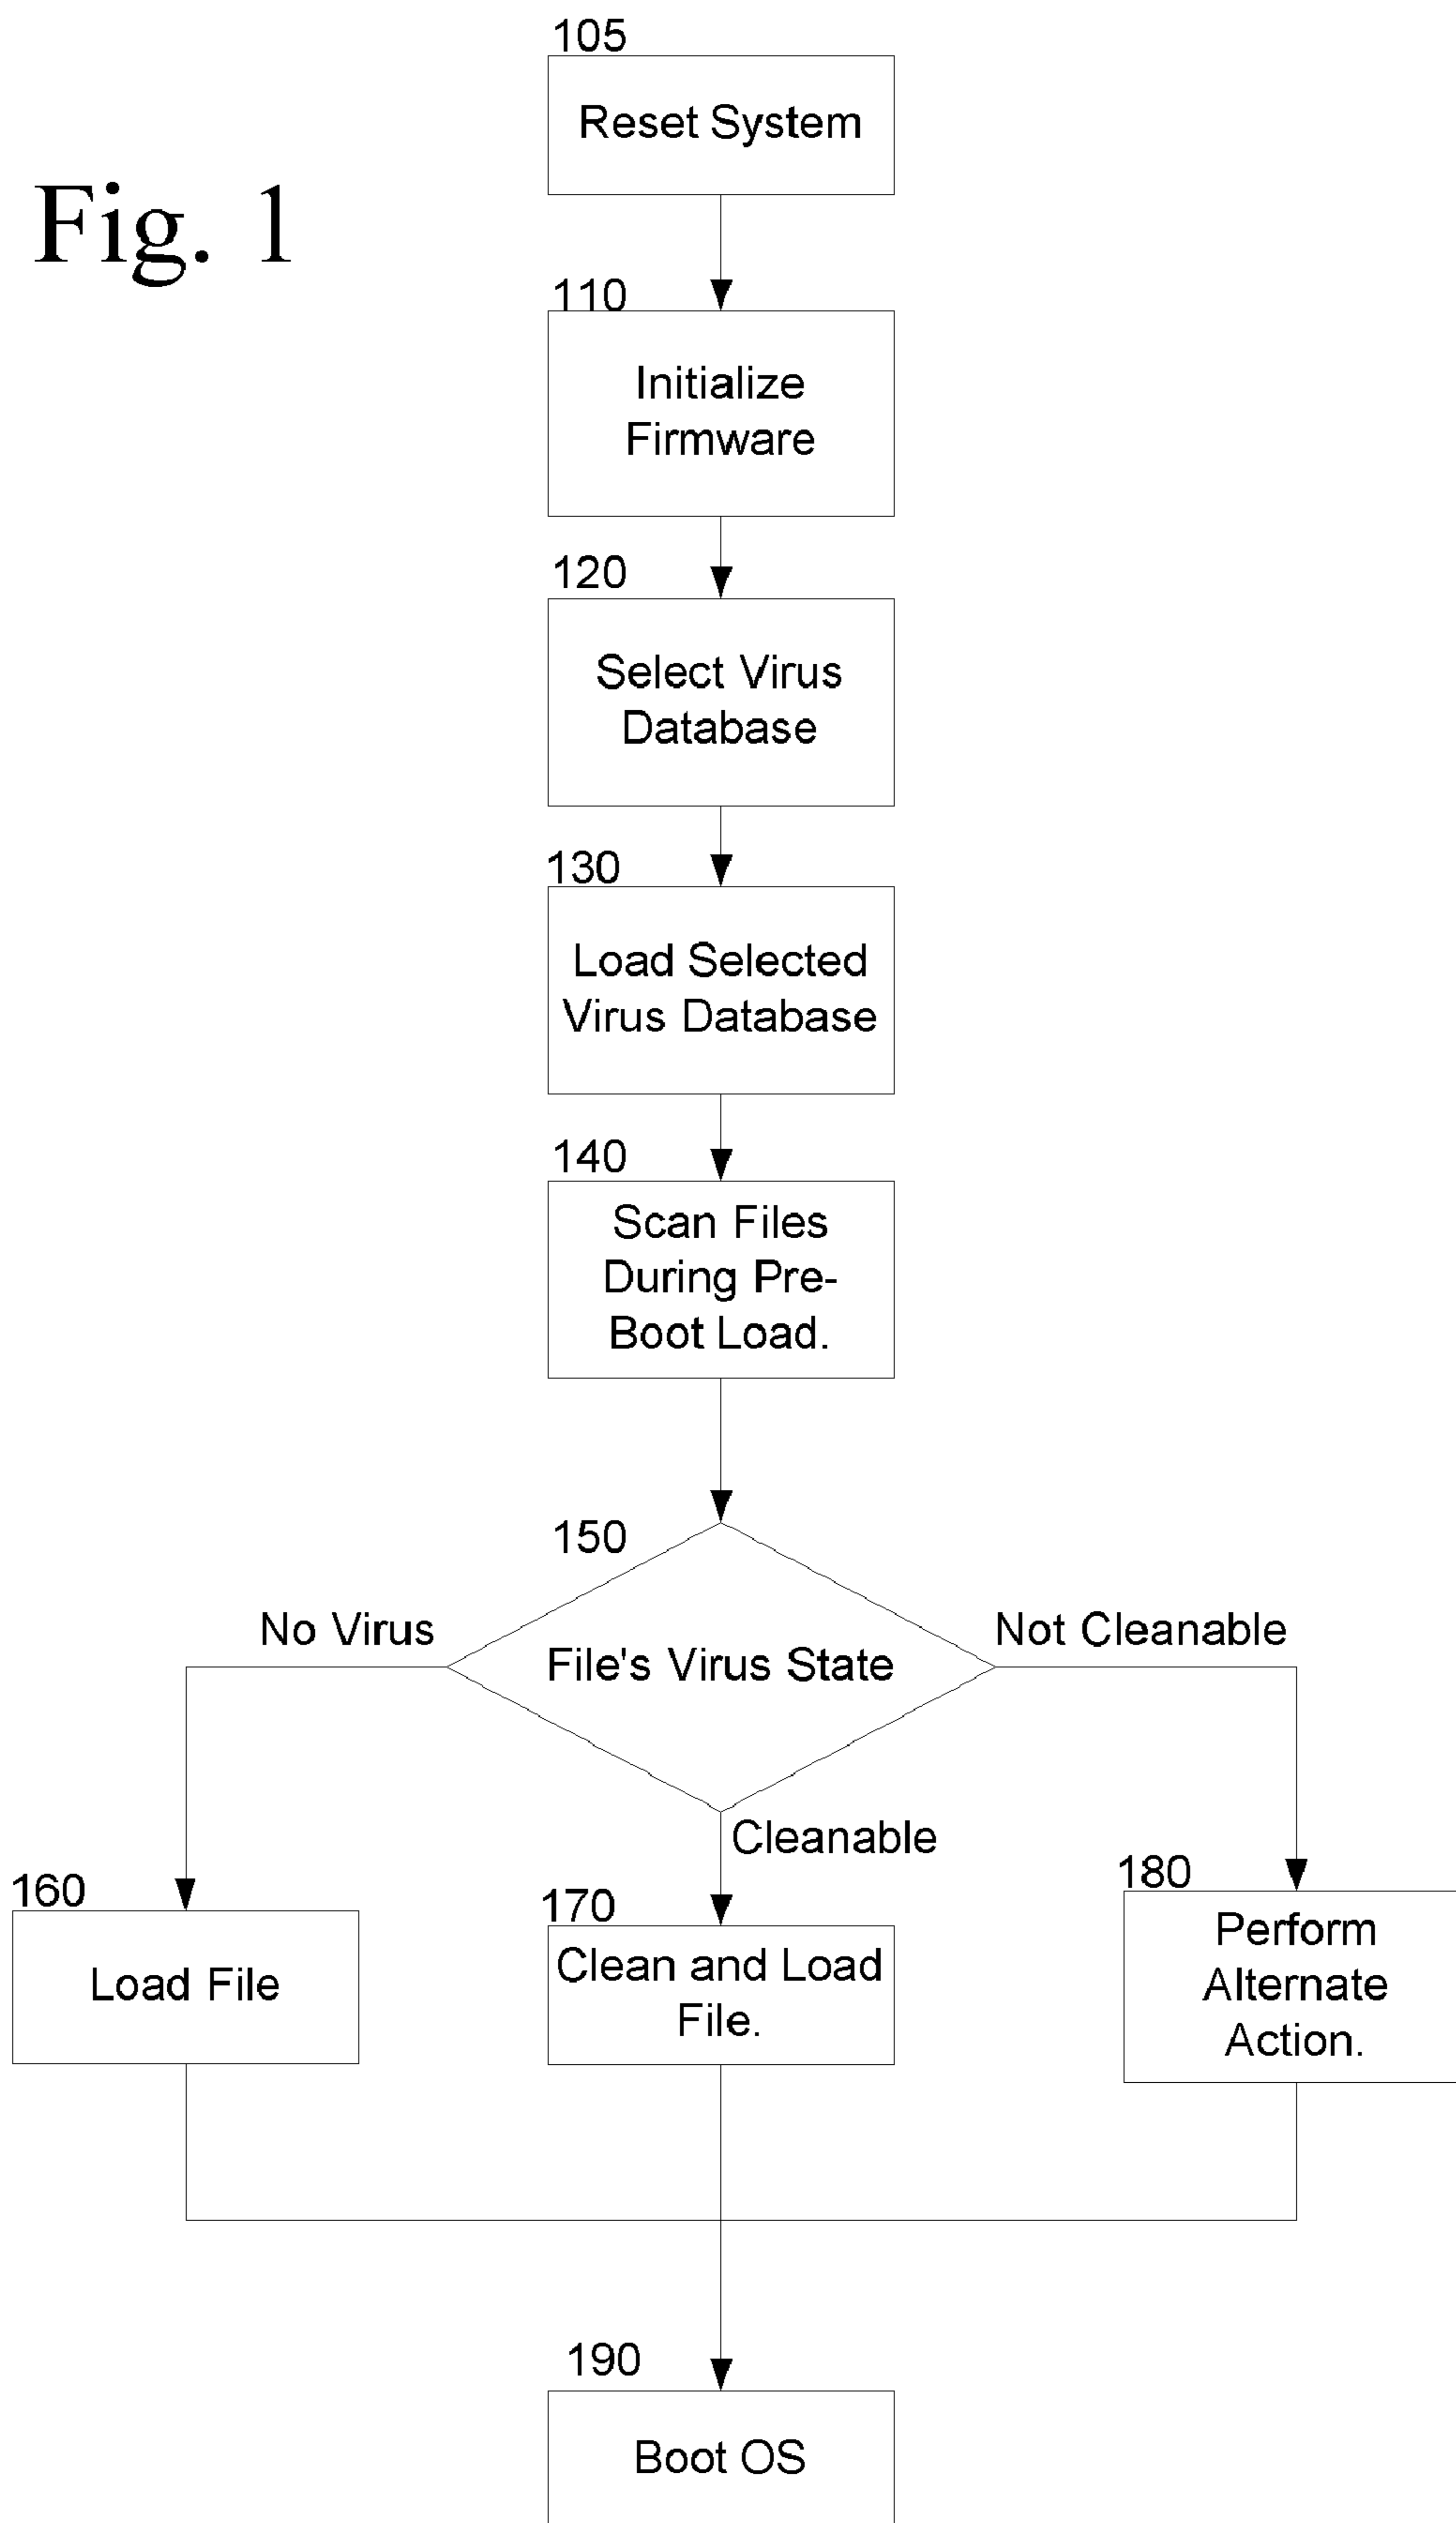 105
Reset System
Fig. 1
110
Initialize
Firmware
120
Select Virus
Database
130
Load Selected
Virus Database
140
Scan Files
During Pre-
Boot Load.
150
No Virus
File's Virus State
Not Cleanable
Cleanable
160
Load File
170
Clean and Load
File.
180
Perform
Alternate
Action.
190
Boot OS